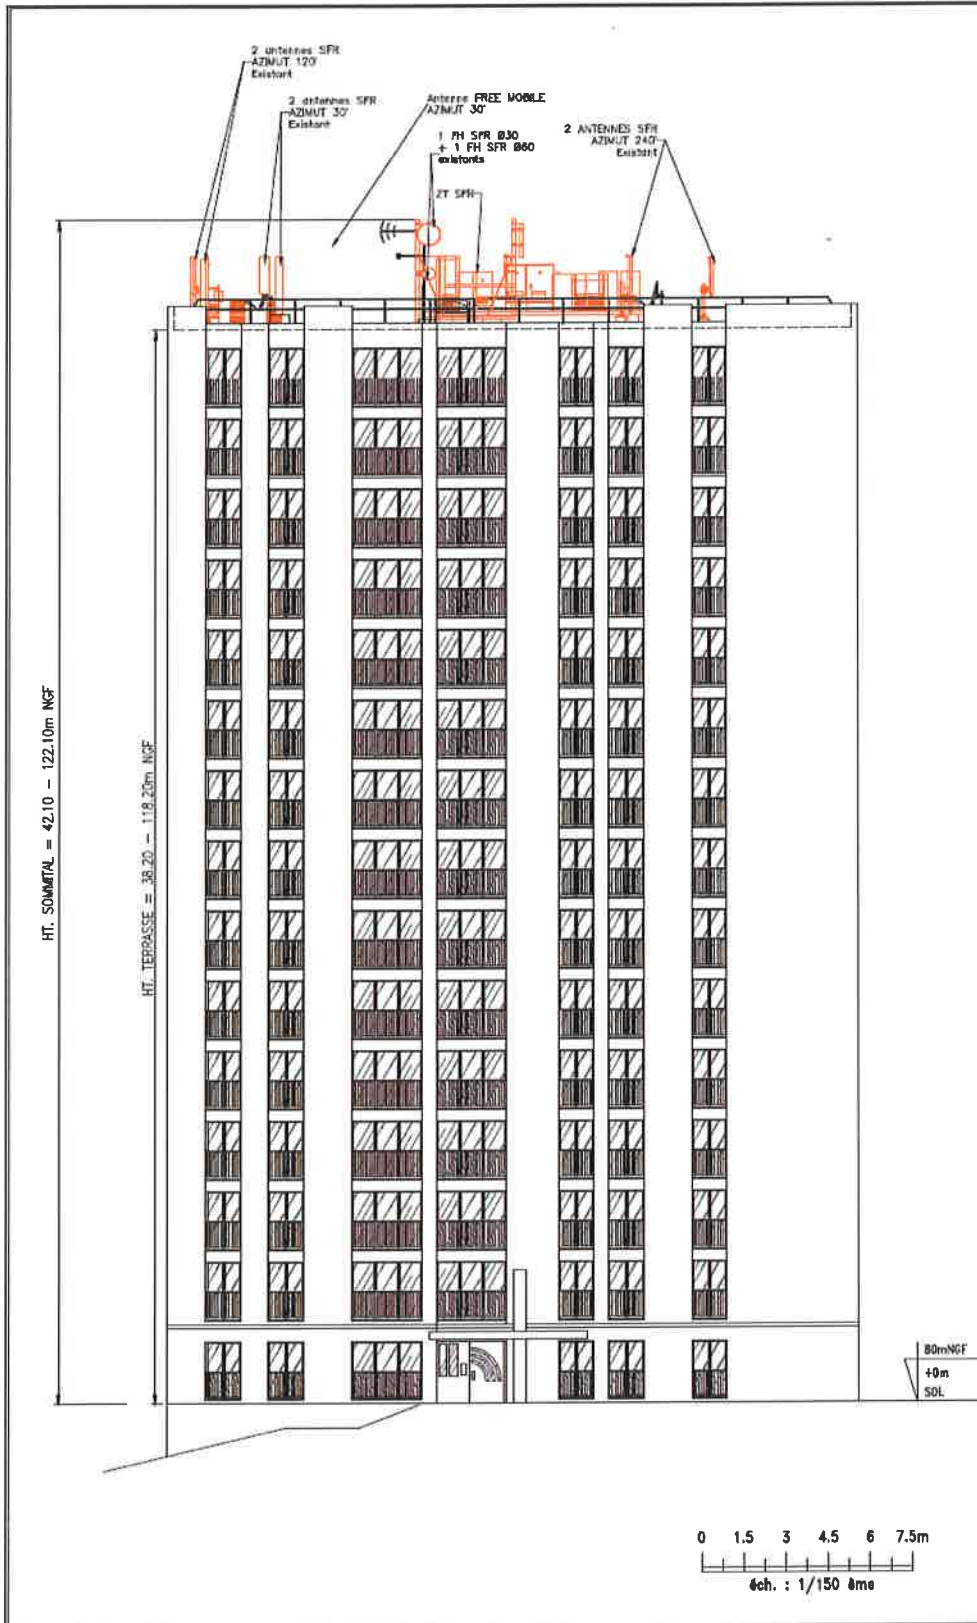 2 antennes SFR
AZIMUT 120°
Existant
2 antennes SFR
AZIMUT 30°
Existant
Antenne FREE MOBILE
AZIMUT 30°
1 FH SFR Ø30
+ 1 FH SFR Ø60
existants
ZT SFR
2 ANTENNES SFR
AZIMUT 240°
Existant
HT. SOMMITAL = 42.10 - 122.10m NGF
HT. TERRASSE = 38.20 - 118.20m NGF
80mNGF
+0m
SOL
0 1.5 3 4.5 6 7.5m
éch. : 1/150 ème